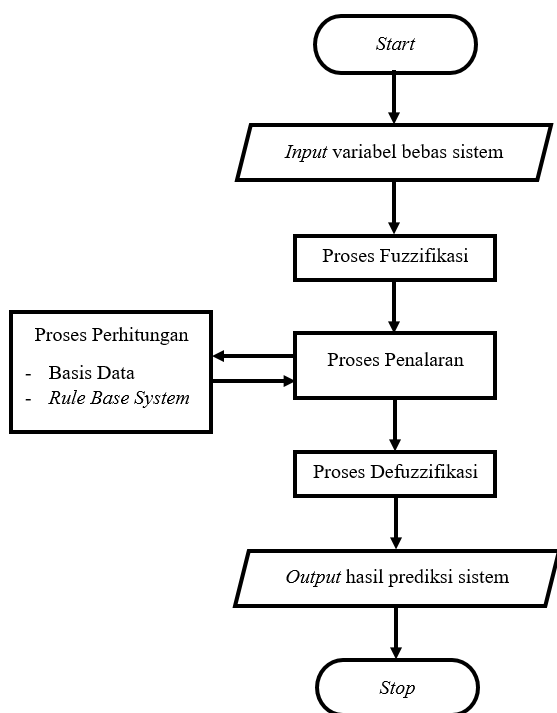 Start
Input variabel bebas sistem
Proses Fuzzifikasi
Proses Perhitungan
- Basis Data
- Rule Base System
Proses Penalaran
Proses Defuzzifikasi
Output hasil prediksi sistem
Stop